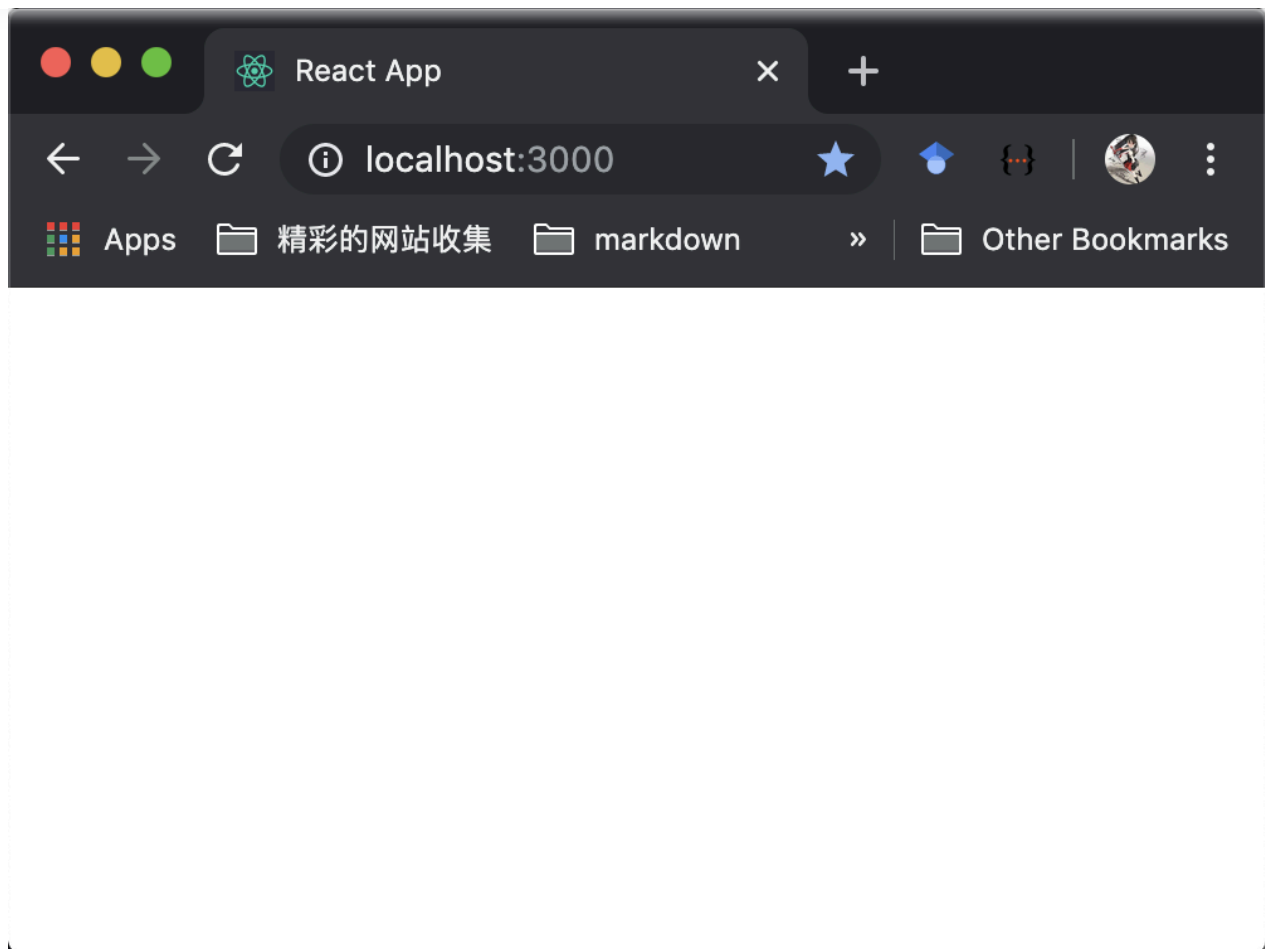 React App
localhost:3000
Apps 精彩的网站收集 markdown » Other Bookmarks